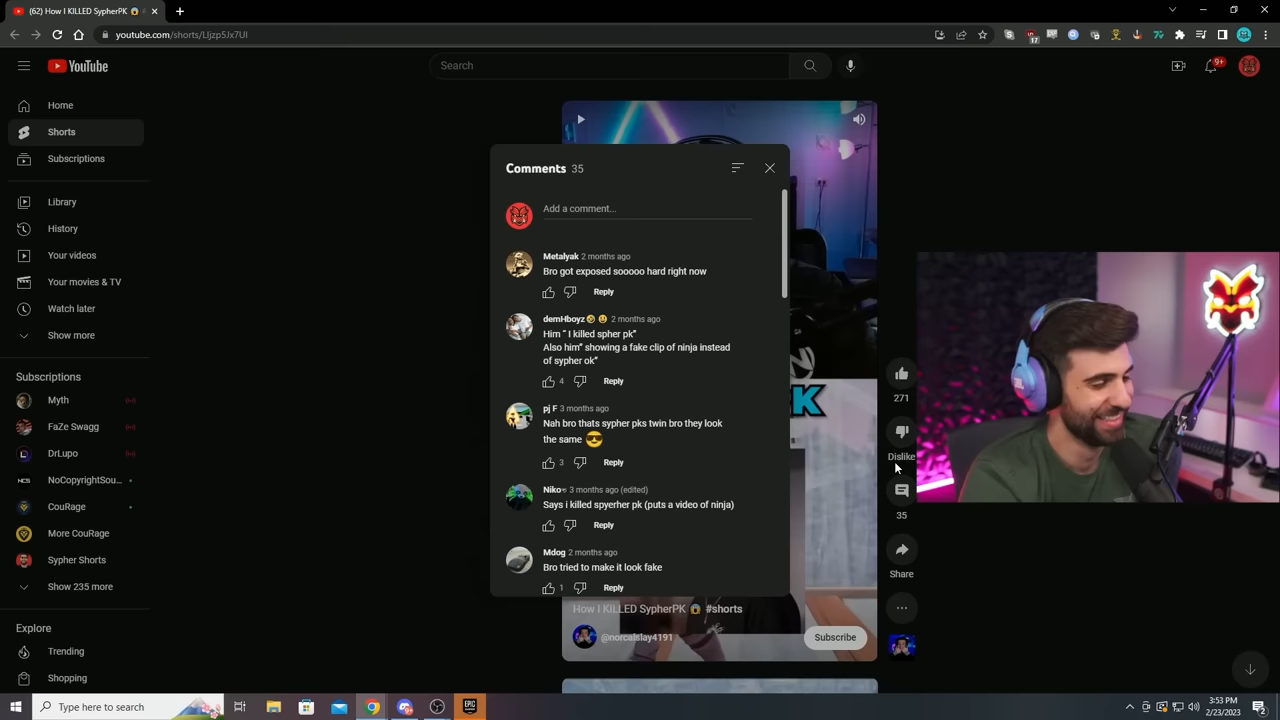 (62) How I KILLED SypherPK 😱
youtube.com/shorts/LIjzp5Jx7UI
17
YouTube
Search
9+
Home
Shorts
Subscriptions
Library
History
Your videos
Your movies & TV
Watch later
Show more
Subscriptions
Myth
FaZe Swagg
DrLupo
NCS
NoCopyrightSou...
CouRage
More CouRage
Sypher Shorts
Show 235 more
Explore
Trending
Shopping
Comments 35
Add a comment...
Metalyak 2 months ago
Bro got exposed sooooo hard right now
Reply
demHboyz🤣😃 2 months ago
Him “ I killed spher pk”
Also him” showing a fake clip of ninja instead
of sypher ok”
4 Reply
pj F 3 months ago
Nah bro thats sypher pks twin bro they look
the same 😎
3 Reply
Niko 3 months ago (edited)
Says i killed spyerher pk (puts a video of ninja)
Reply
Mdog 2 months ago
Bro tried to make it look fake
1 Reply
K
How I KILLED SypherPK 😱 #shorts
@norcalslay4191
Subscribe
271
Dislike
35
Share
Type here to search
EPIC
3:53 PM
2/23/2023
2